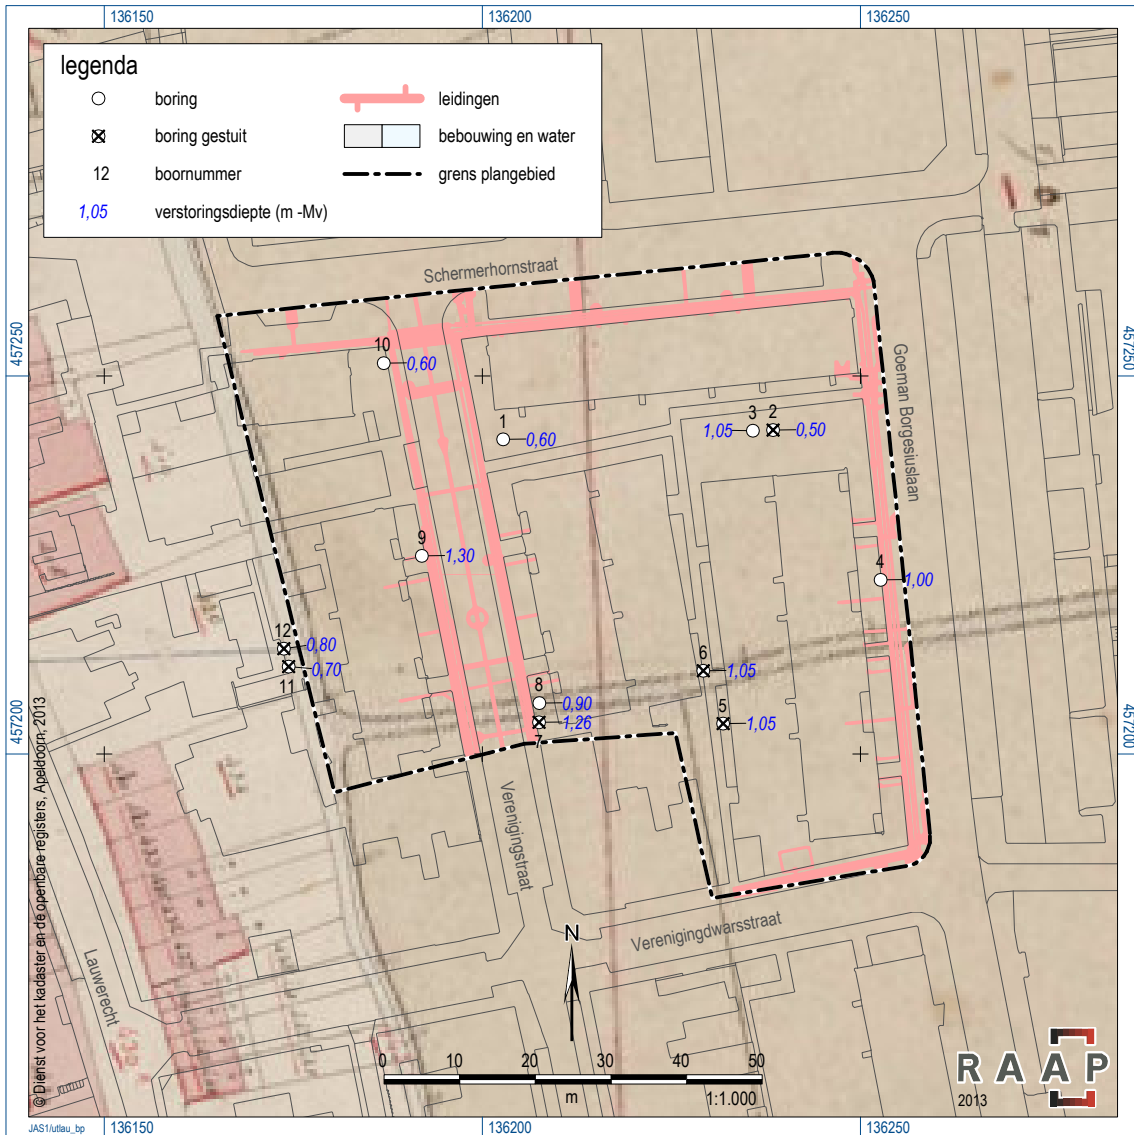 136150
136200
136250
legenda
boring
leidingen
boring gestuit
bebouwing en water
12
boornummer
grens plangebied
1,05
verstoringsdiepte (m -Mv)
Schermerhornstraat
457250
457250
Goeman Borgesiuslaan
10
0,60
1
0,60
3
2
1,05
0,50
9
1,30
4
1,00
12
0,80
0,70
11
6
1,05
8
0,90
5
1,05
1,26
7
457200
457200
Verenigingstraat
Verenigingdwarsstraat
Lauwerecht
© Dienst voor het kadaster en de openbare registers, Apeldoorn, 2013
N
0
10
20
30
40
50
m
1:1.000
RAAP
2013
JAS1/utlau_bp
136150
136200
136250